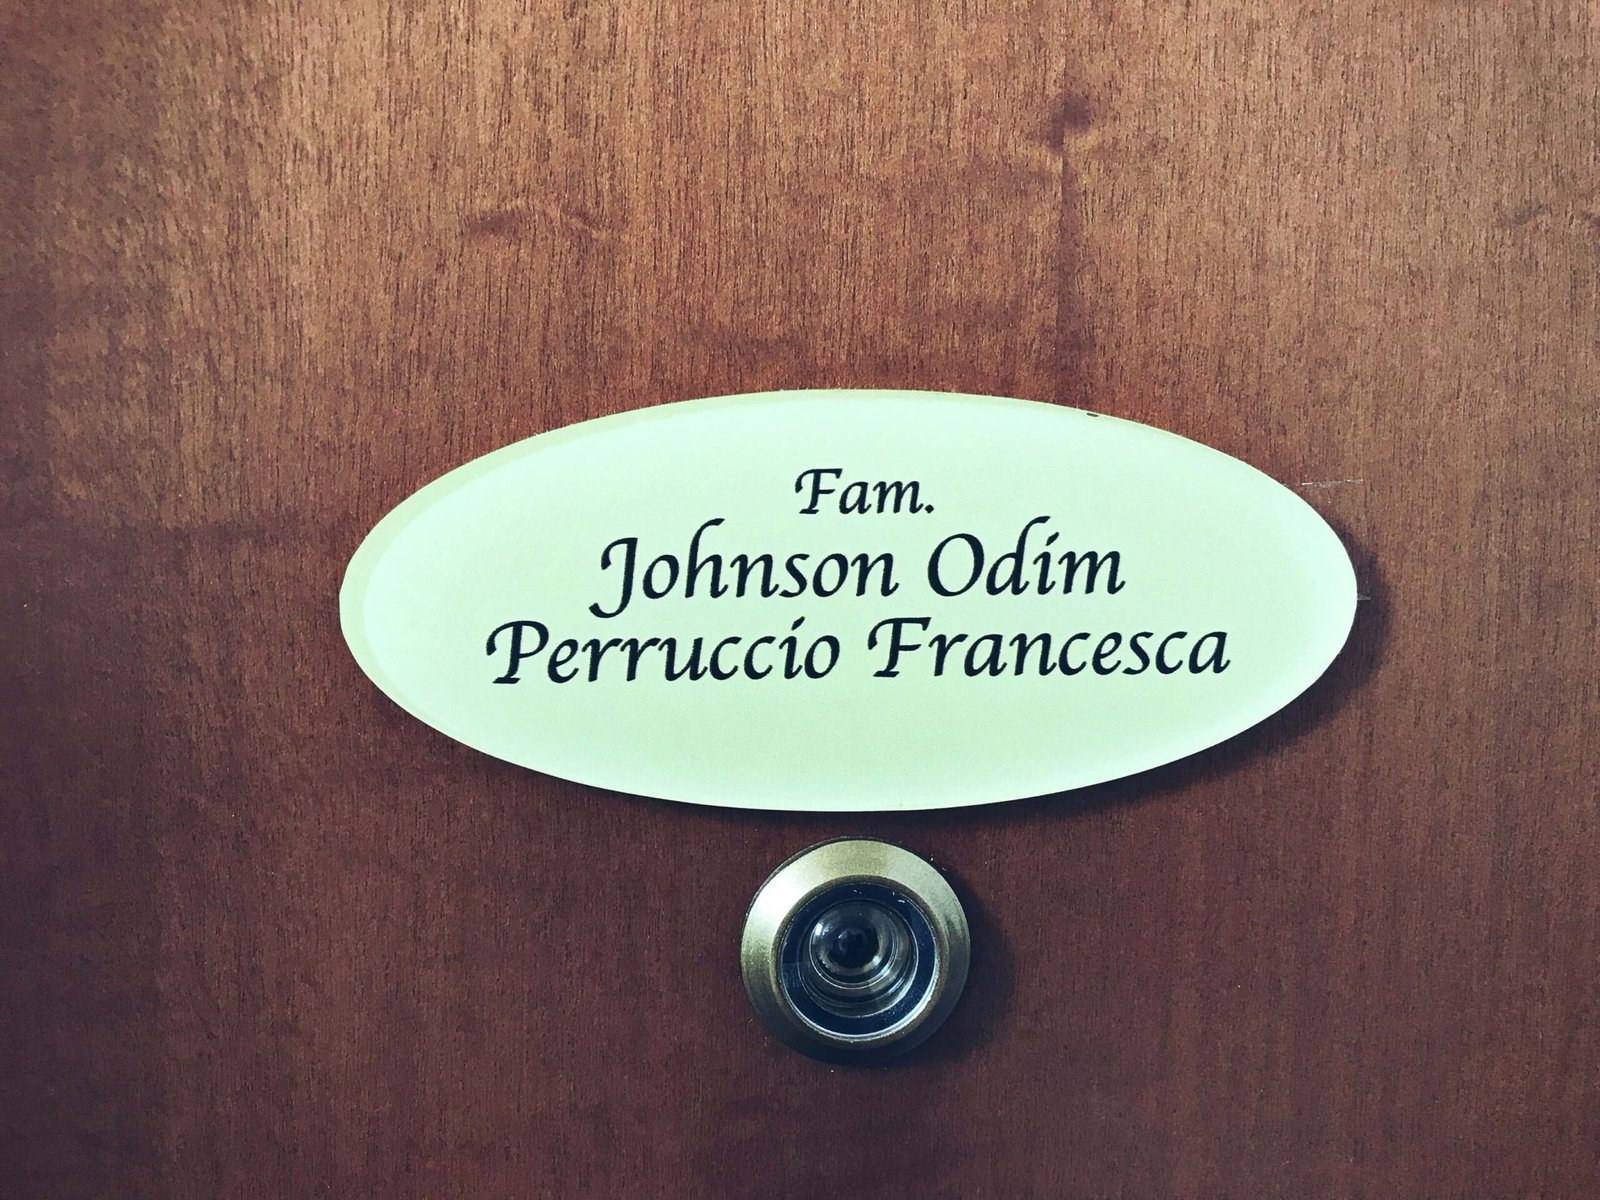 Fam.
Johnson Odim
Perruccio Francesca